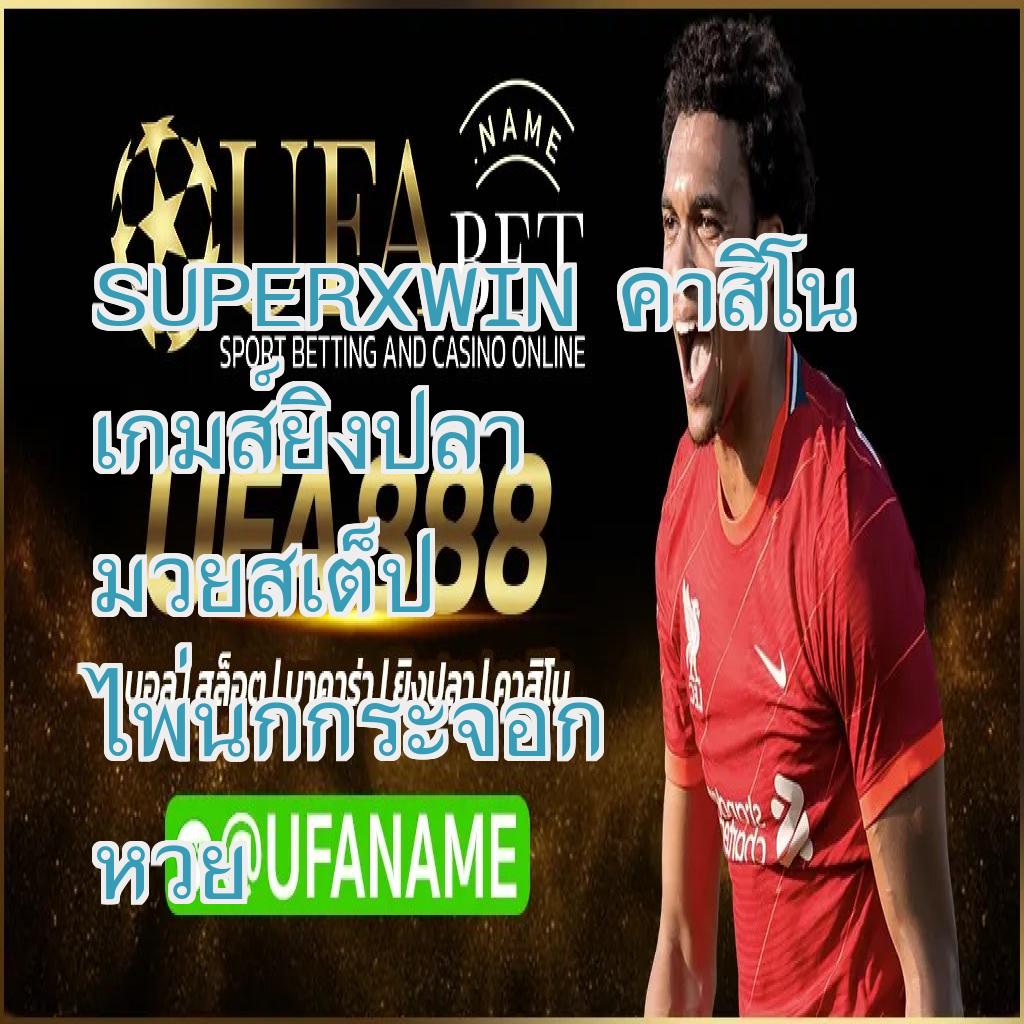 .NAME
UFA
BET
SUPERXWIN คาสิโน
SPORT BETTING AND CASINO ONLINE
เกมส์ยิงปลา
UFA888
มวยสเต็ป
บอล | สล็อต | บาคาร่า | ยิงปลา | คาสิโน
ไพ่นกกระจอก
หวย
@UFANAME